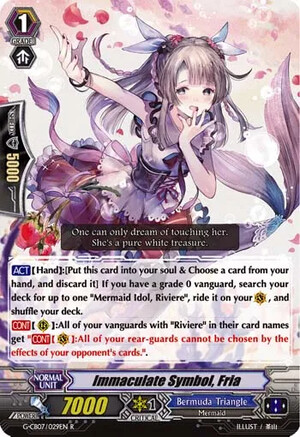 1
GRADE
SHIELD
5000
One can only dream of touching her.
She's a pure white treasure.
ACT [Hand]:[Put this card into your soul & Choose a card from your
hand, and discard it] If you have a grade 0 vanguard, search your
deck for up to one "Mermaid Idol, Riviere", ride it on your (V), and
shuffle your deck.
CONT [Soul]:All of your vanguards with "Riviere" in their card names
get "CONT (V):All of your rear-guards cannot be chosen by the
effects of your opponent's cards.".
NORMAL
UNIT
Immaculate Symbol, Fria
POWER
7000
1
CRITICAL
Bermuda Triangle
Mermaid
G-CB07/029EN R
ILLUST /